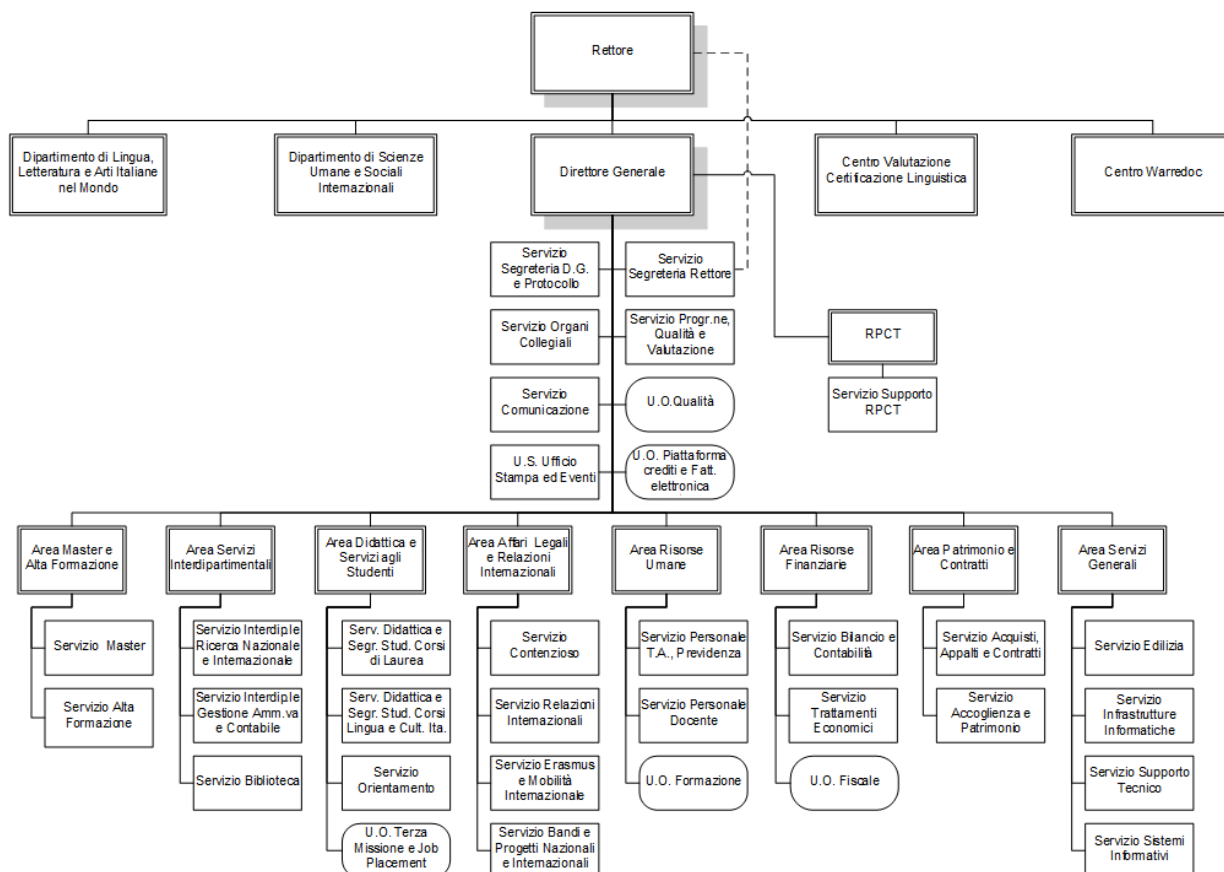 Rettore
Dipartimento di Lingua,
Letteratura e Arti Italiane
nel Mondo
Dipartimento di Scienze
Umane e Sociali
Internazionali
Direttore Generale
Centro Valutazione
Certificazione Linguistica
Centro Warredoc
Servizio
Segreteria D.G.
e Protocollo
Servizio
Segreteria Rettore
Servizio Organi
Collegiali
Servizio Progr.ne,
Qualità e
Valutazione
RPCT
Servizio Supporto
RPCT
Servizio
Comunicazione
U.O.Qualità
U.S. Ufficio
Stampa ed Eventi
U.O. Piattaforma
crediti e Fatt.
elettronica
Area Master e
Alta Formazione
Area Servizi
Interdipartimentali
Area Didattica e
Servizi agli
Studenti
Area Affari Legali
e Relazioni
Internazionali
Area Risorse
Umane
Area Risorse
Finanziarie
Area Patrimonio e
Contratti
Area Servizi
Generali
Servizio Master
Servizio Alta
Formazione
Servizio Interdip.le
Ricerca Nazionale
e Internazionale
Servizio Interdip.le
Gestione Amm.va
e Contabile
Servizio Biblioteca
Serv. Didattica e
Segr. Stud. Corsi
di Laurea
Serv. Didattica e
Segr. Stud. Corsi
Lingua e Cult. Ita.
Servizio
Orientamento
U.O. Terza
Missione e Job
Placement
Servizio
Contenzioso
Servizio Relazioni
Internazionali
Servizio Erasmus
e Mobilità
Internazionale
Servizio Bandi e
Progetti Nazionali
e Internazionali
Servizio Personale
T.A., Previdenza
Servizio Personale
Docente
U.O. Formazione
Servizio Bilancio e
Contabilità
Servizio
Trattamenti
Economici
U.O. Fiscale
Servizio Acquisti,
Appalti e Contratti
Servizio
Accoglienza e
Patrimonio
Servizio Edilizia
Servizio
Infrastrutture
Informatiche
Servizio Supporto
Tecnico
Servizio Sistemi
Informativi